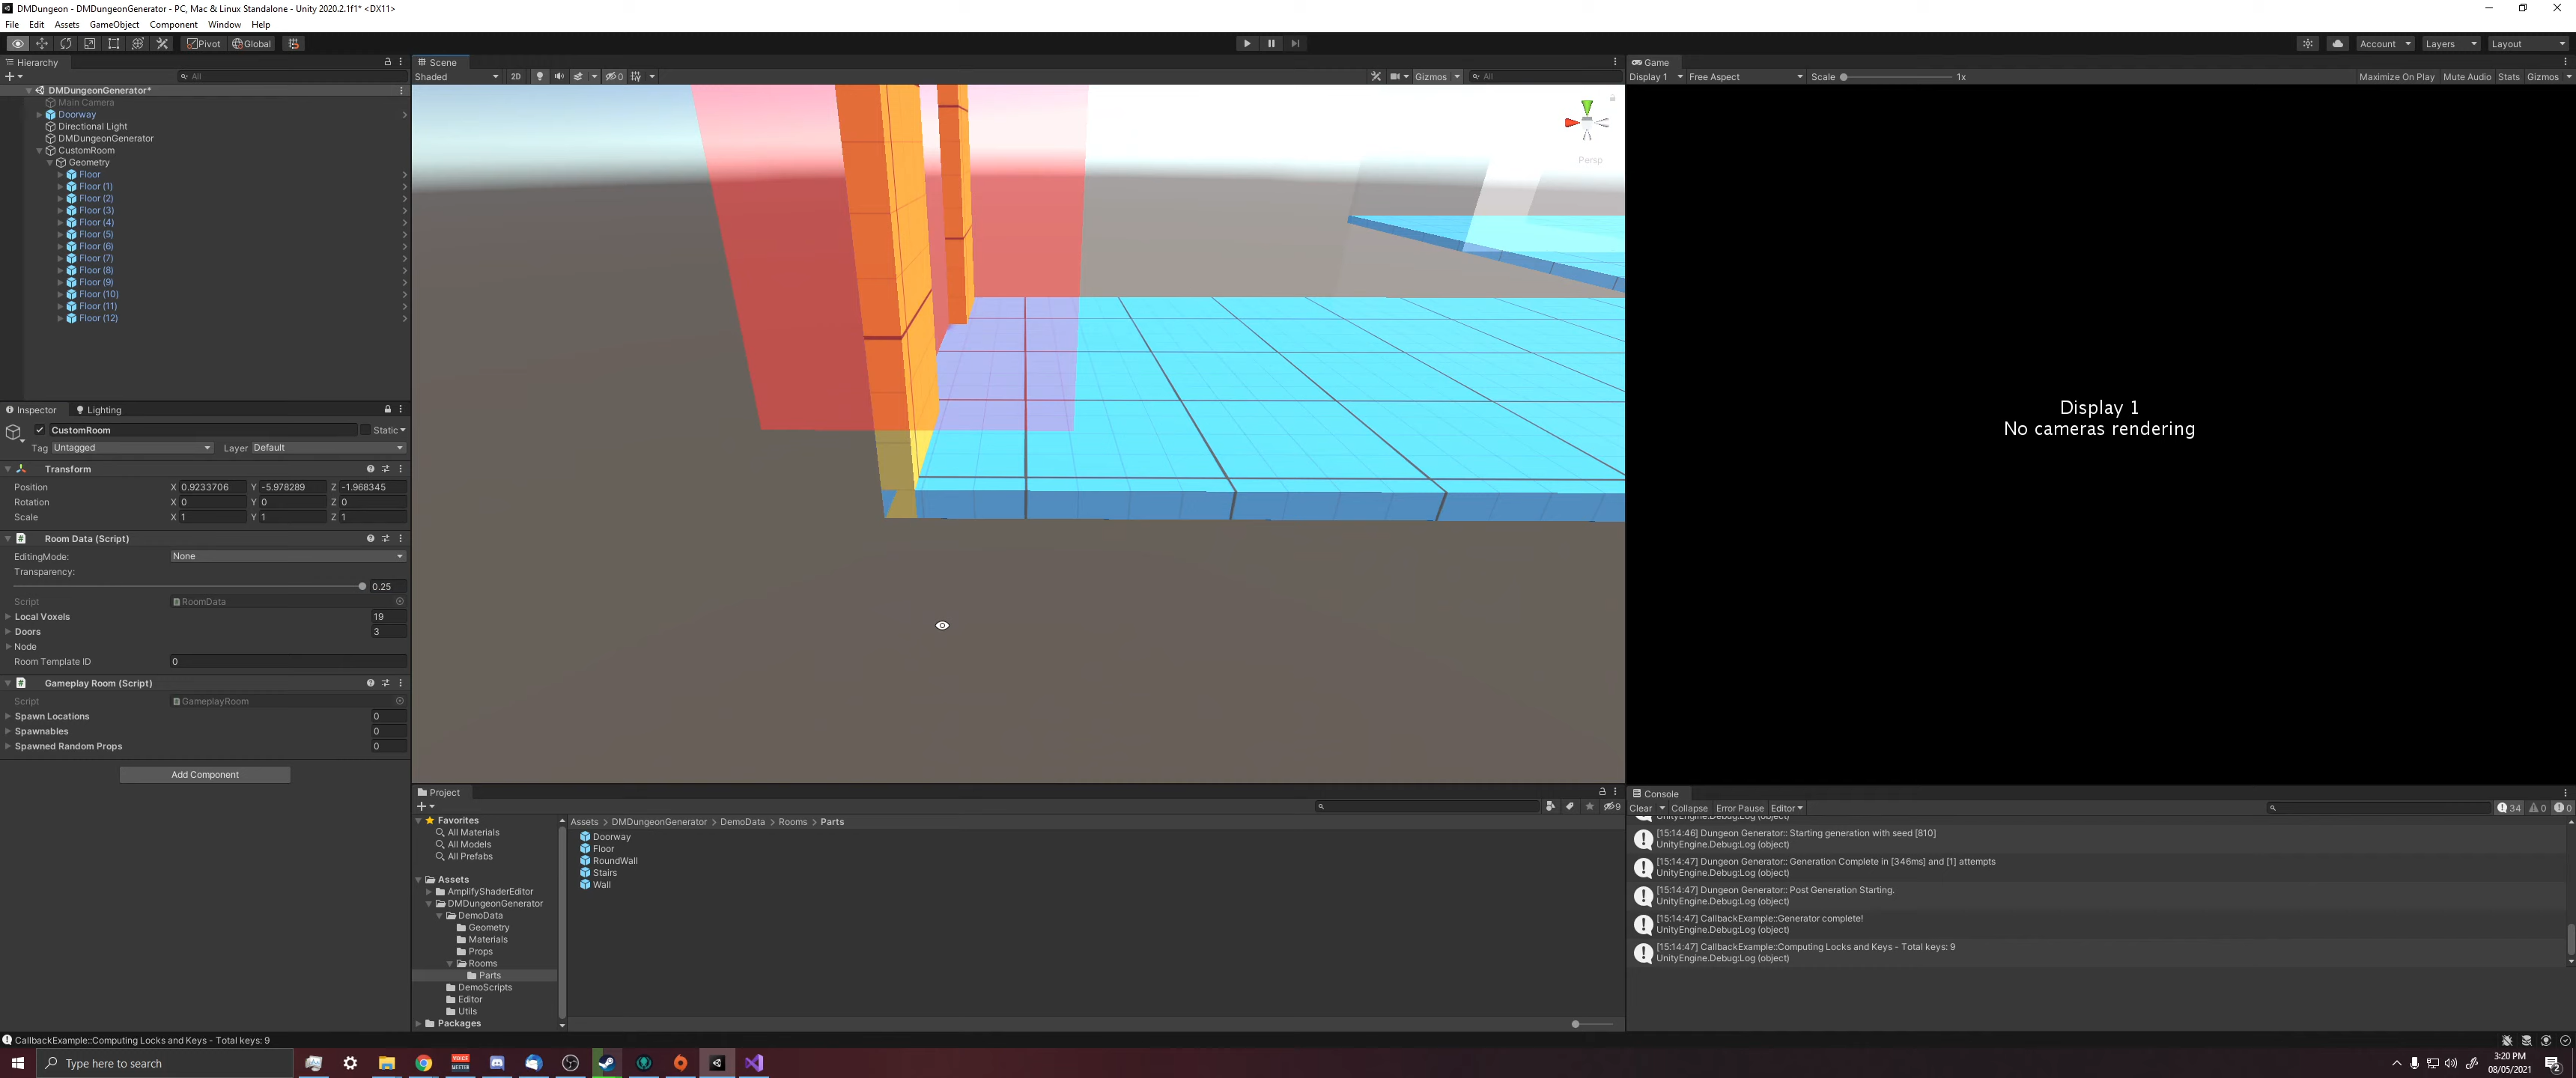 DMDungeon - DMDungeonGenerator - PC, Mac & Linux Standalone - Unity 2020.2.1f1* <DX11>
File Edit Assets GameObject Component Window Help
Pivot Global Account Layers Layout
Hierarchy
All
DMDungeonGenerator*
Main Camera
Doorway
Directional Light
DMDungeonGenerator
CustomRoom
Geometry
Floor
Floor (1)
Floor (2)
Floor (3)
Floor (4)
Floor (5)
Floor (6)
Floor (7)
Floor (8)
Floor (9)
Floor (10)
Floor (11)
Floor (12)
Inspector Lighting
CustomRoom Static
Tag Untagged Layer Default
Transform
Position X 0.9233706 Y -5.978289 Z -1.968345
Rotation X 0 Y 0 Z 0
Scale X 1 Y 1 Z 1
Room Data (Script)
EditingMode: None
Transparency:
0.25
Script RoomData
Local Voxels 19
Doors 3
Node
Room Template ID 0
Gameplay Room (Script)
Script GameplayRoom
Spawn Locations 0
Spawnables 0
Spawned Random Props 0
Add Component
Scene
Shaded 2D 0 Gizmos All
Persp
Game
Display 1 Free Aspect Scale 1x Maximize On Play Mute Audio Stats Gizmos
Display 1
No cameras rendering
Project
9
Favorites
All Materials
All Models
All Prefabs
Assets
AmplifyShaderEditor
DMDungeonGenerator
DemoData
Geometry
Materials
Props
Rooms
Parts
DemoScripts
Editor
Utils
Packages
Assets > DMDungeonGenerator > DemoData > Rooms > Parts
Doorway
Floor
RoundWall
Stairs
Wall
Console
Clear Collapse Error Pause Editor 34 0 0
UnityEngine.Debug:Log (object)
[15:14:46] Dungeon Generator:: Starting generation with seed [810]
UnityEngine.Debug:Log (object)
[15:14:47] Dungeon Generator:: Generation Complete in [346ms] and [1] attempts
UnityEngine.Debug:Log (object)
[15:14:47] Dungeon Generator:: Post Generation Starting.
UnityEngine.Debug:Log (object)
[15:14:47] CallbackExample::Generator complete!
UnityEngine.Debug:Log (object)
[15:14:47] CallbackExample::Computing Locks and Keys - Total keys: 9
UnityEngine.Debug:Log (object)
CallbackExample::Computing Locks and Keys - Total keys: 9
Type here to search
3:20 PM
08/05/2021
2